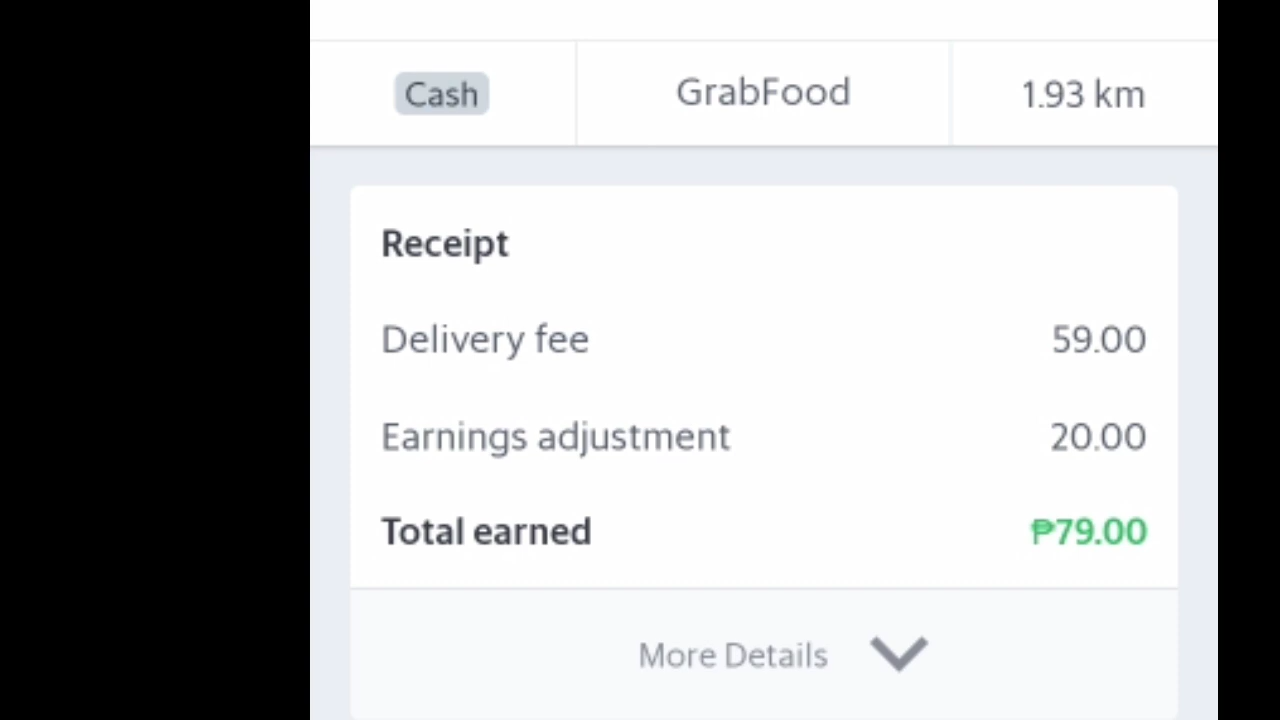 Cash GrabFood 1.93 km
Receipt
Delivery fee 59.00
Earnings adjustment 20.00
Total earned ₱79.00
More Details